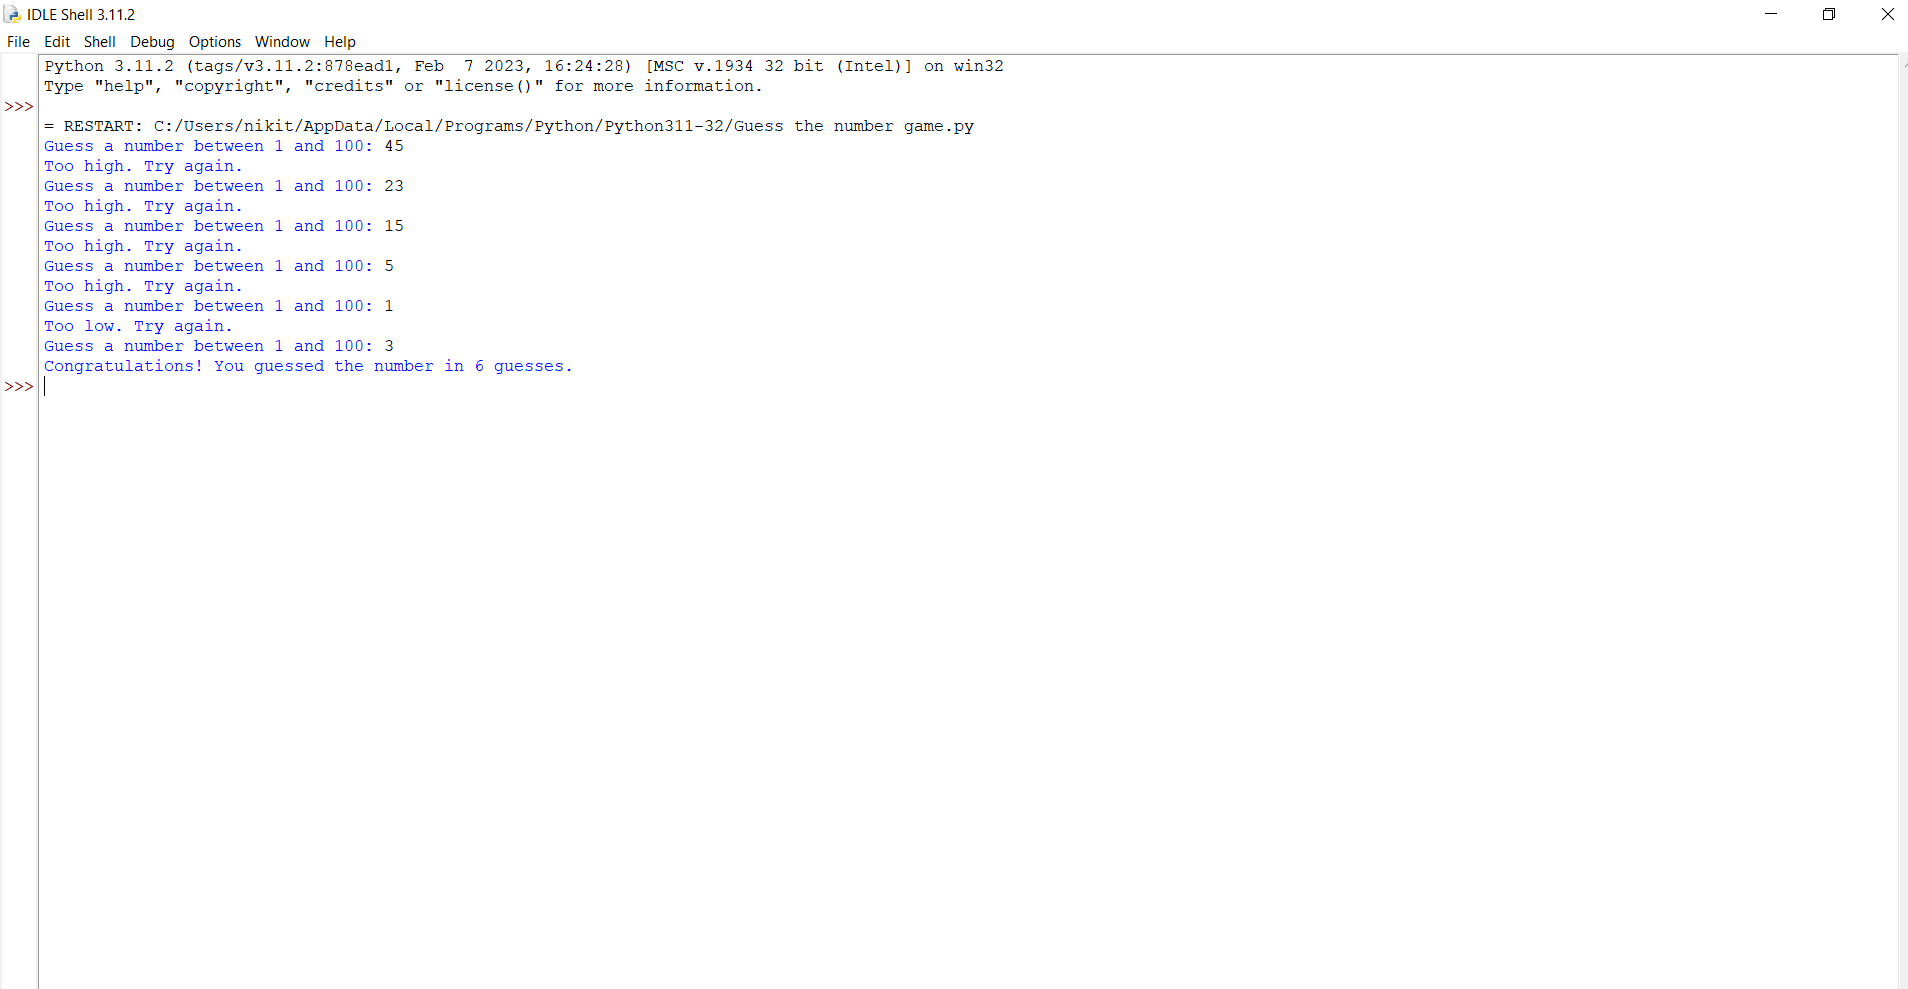 IDLE Shell 3.11.2
File Edit Shell Debug Options Window Help
Python 3.11.2 (tags/v3.11.2:878ead1, Feb  7 2023, 16:24:28) [MSC v.1934 32 bit (Intel)] on win32
Type "help", "copyright", "credits" or "license()" for more information.
>>>
= RESTART: C:/Users/nikit/AppData/Local/Programs/Python/Python311-32/Guess the number game.py
Guess a number between 1 and 100: 45
Too high. Try again.
Guess a number between 1 and 100: 23
Too high. Try again.
Guess a number between 1 and 100: 15
Too high. Try again.
Guess a number between 1 and 100: 5
Too high. Try again.
Guess a number between 1 and 100: 1
Too low. Try again.
Guess a number between 1 and 100: 3
Congratulations! You guessed the number in 6 guesses.
>>>